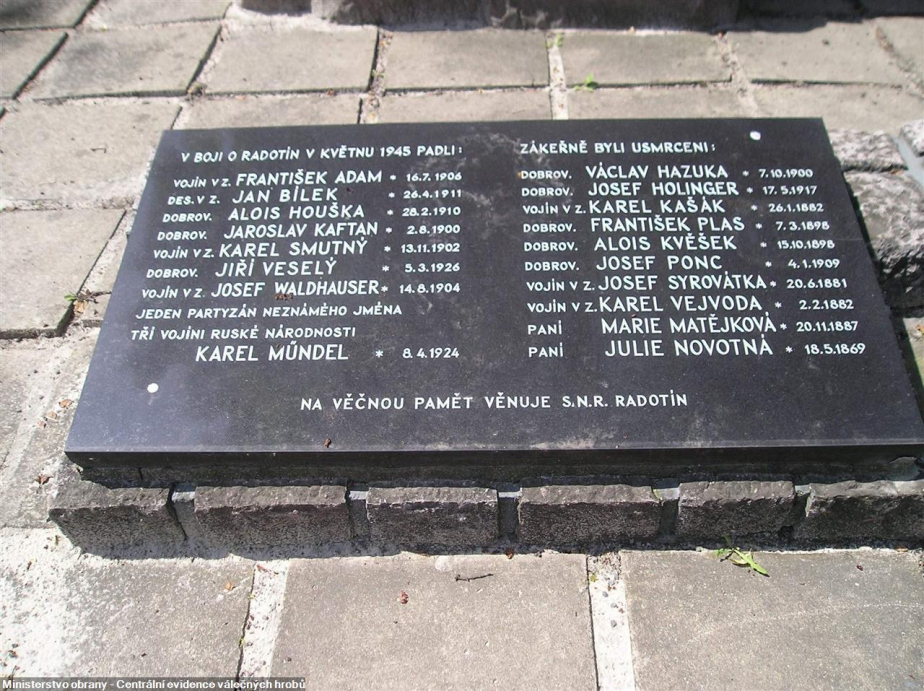 V BOJI O RADOTÍN V KVĚTNU 1945 PADLI:
VOJÍN V Z. FRANTIŠEK ADAM * 16.7.1906
DES. V Z. JAN BÍLEK * 26.4.1911
DOBROV. ALOIS HOUŠKA * 28.2.1910
DOBROV. JAROSLAV KAFTAN * 2.8.1900
VOJÍN V Z. KAREL SMUTNÝ * 13.11.1902
DOBROV. JIŘÍ VESELÝ * 5.3.1926
VOJÍN V Z. JOSEF WALDHAUSER * 14.8.1904
JEDEN PARTYZÁN NEZNÁMÉHO JMÉNA
TŘI VOJÍNI RUSKÉ NÁRODNOSTI
KAREL MŰNDEL * 8.4.1924
ZÁKEŘNĚ BYLI USMRCENI:
DOBROV. VÁCLAV HAZUKA * 7.10.1900
DOBROV. JOSEF HOLINGER * 17.5.1917
VOJÍN V Z. KAREL KAŠÁK * 26.1.1882
DOBROV. FRANTIŠEK PLAS * 7.3.1898
DOBROV. ALOIS KVĚŠEK * 15.10.1898
DOBROV. JOSEF PONC * 4.1.1909
VOJÍN V Z. JOSEF SYROVÁTKA * 20.6.1881
VOJÍN V Z. KAREL VEJVODA * 2.2.1882
PANÍ MARIE MATĚJKOVÁ * 20.11.1887
PANÍ JULIE NOVOTNÁ * 18.5.1869
NA VĚČNOU PAMĚT VĚNUJE S.N.R. RADOTÍN
Ministerstvo obrany - Centrální evidence válečných hrobů